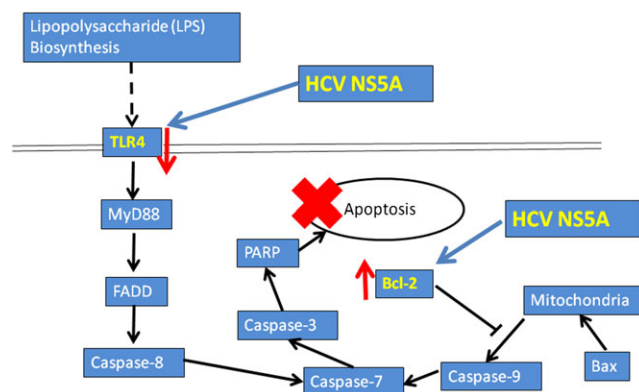 Lipopolysaccharide (LPS)
Biosynthesis
HCV NS5A
TLR4
MyD88
Apoptosis
HCV NS5A
PARP
Bcl-2
FADD
Mitochondria
Caspase-3
Caspase-8
Caspase-7
Caspase-9
Bax